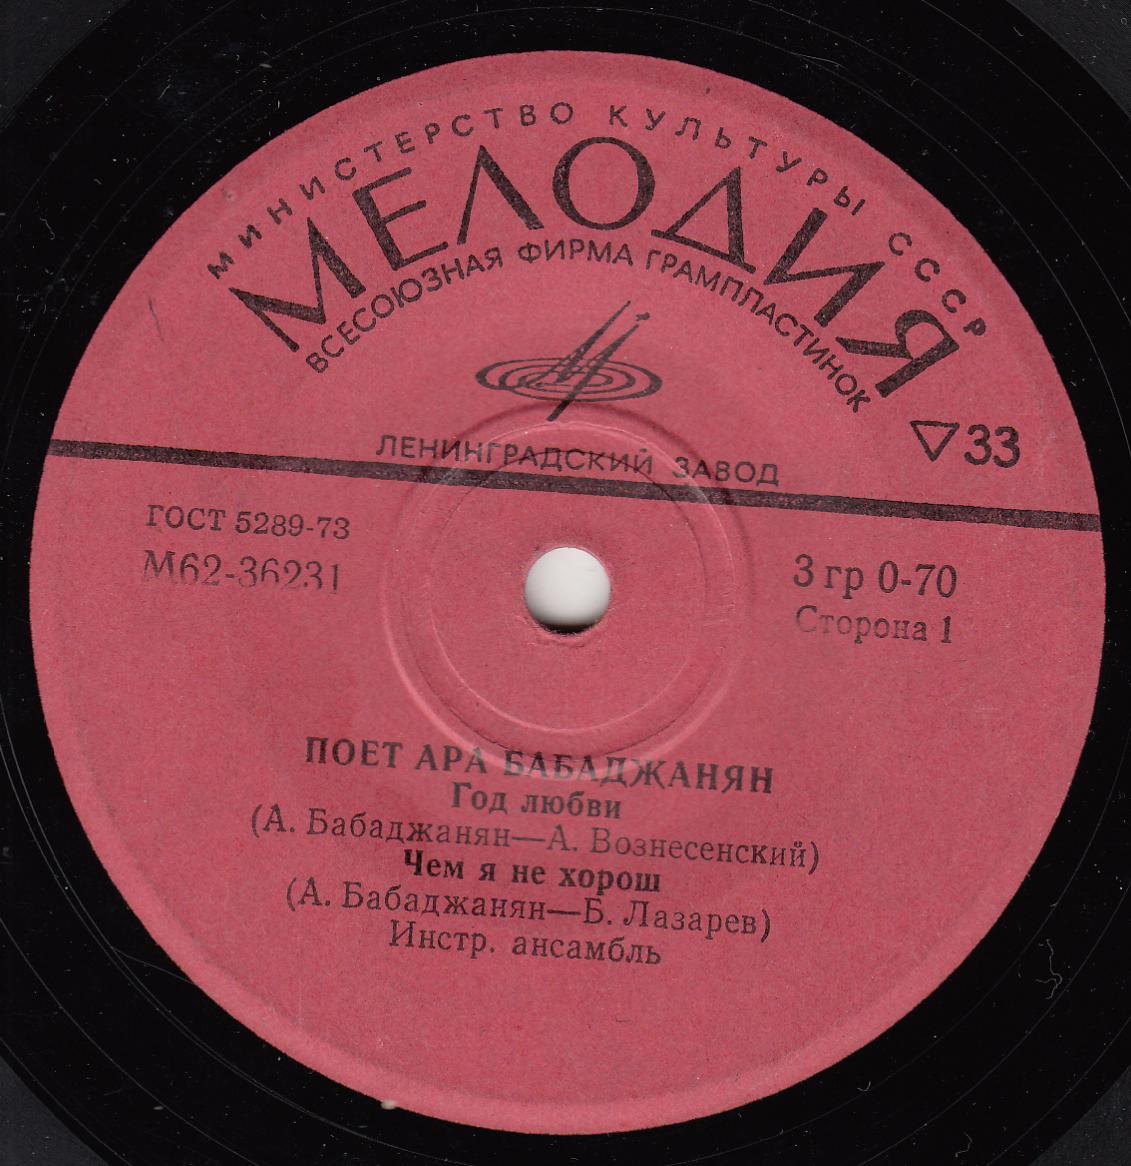 МИНИСТЕРСТВО КУЛЬТУРЫ СССР
МЕЛОДИЯ
ВСЕСОЮЗНАЯ ФИРМА ГРАМПЛАСТИНОК
▽33
ЛЕНИНГРАДСКИЙ ЗАВОД
ГОСТ 5289-73
М62-36231
3 гр 0-70
Сторона 1
ПОЕТ АРА БАБАДЖАНЯН
Год любви
(А. Бабаджанян—А. Вознесенский)
Чем я не хорош
(А. Бабаджанян—Б. Лазарев)
Инстр. ансамбль